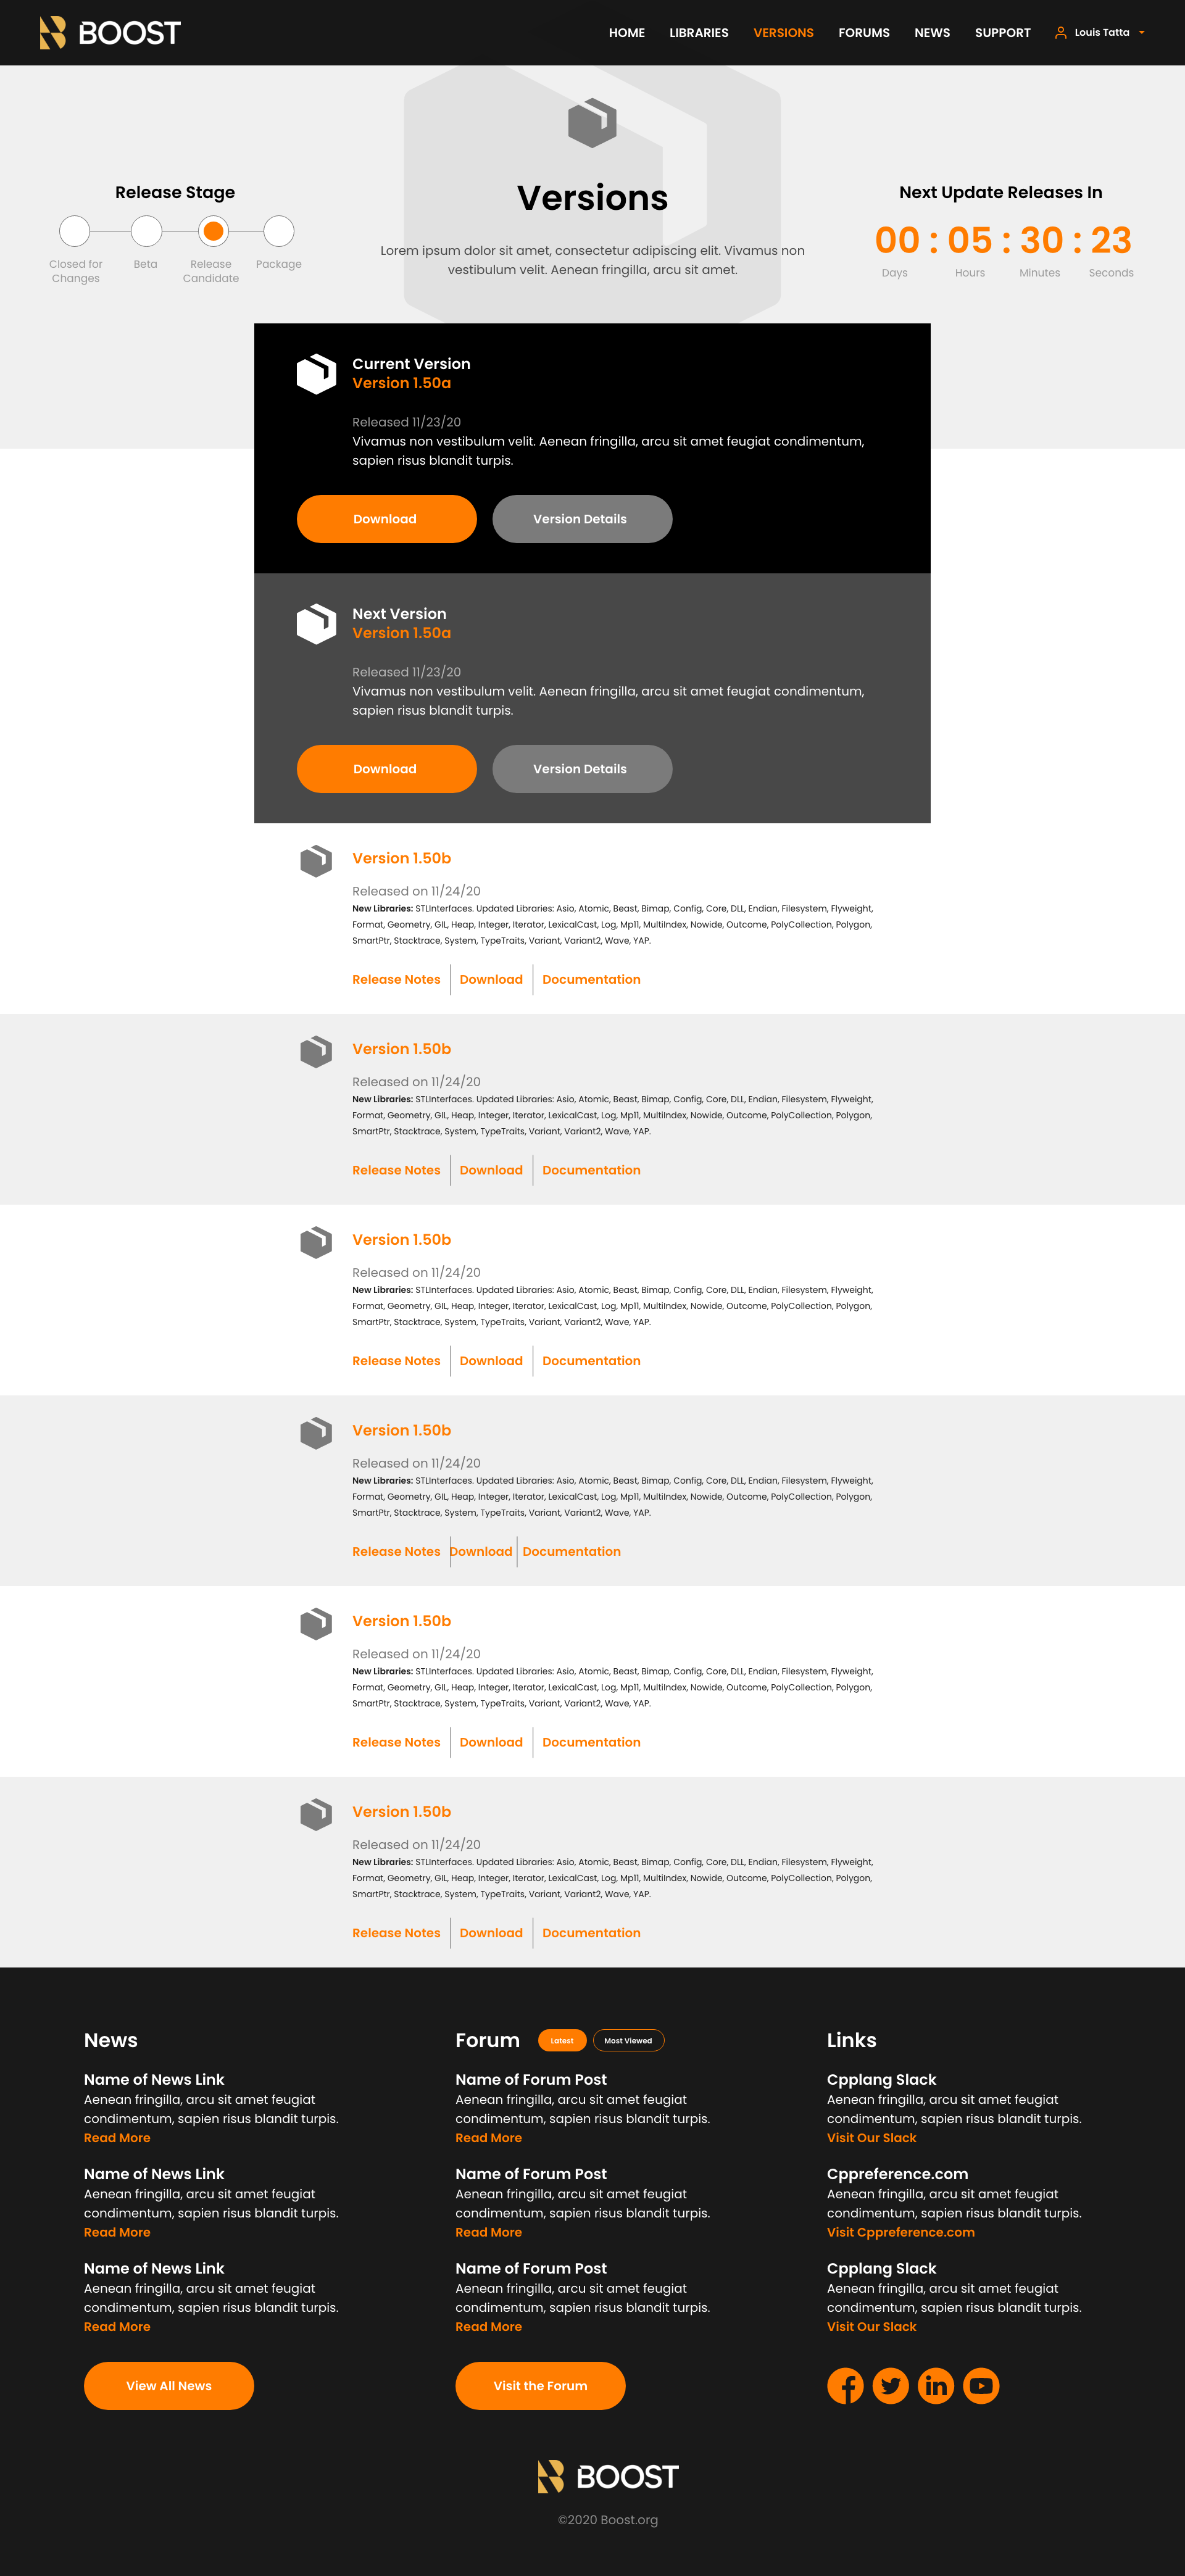 BOOST
HOME LIBRARIES VERSIONS FORUMS NEWS SUPPORT Louis Tatta
Release Stage
Closed for
Changes
Beta
Release
Candidate
Package
Versions
Lorem ipsum dolor sit amet, consectetur adipiscing elit. Vivamus non
vestibulum velit. Aenean fringilla, arcu sit amet.
Next Update Releases In
00 : 05 : 30 : 23
Days Hours Minutes Seconds
Current Version
Version 1.50a
Released 11/23/20
Vivamus non vestibulum velit. Aenean fringilla, arcu sit amet feugiat condimentum,
sapien risus blandit turpis.
Download Version Details
Next Version
Version 1.50a
Released 11/23/20
Vivamus non vestibulum velit. Aenean fringilla, arcu sit amet feugiat condimentum,
sapien risus blandit turpis.
Download Version Details
Version 1.50b
Released on 11/24/20
New Libraries: STLInterfaces. Updated Libraries: Asio, Atomic, Beast, Bimap, Config, Core, DLL, Endian, Filesystem, Flyweight,
Format, Geometry, GIL, Heap, Integer, Iterator, LexicalCast, Log, Mp11, MultiIndex, Nowide, Outcome, PolyCollection, Polygon,
SmartPtr, Stacktrace, System, TypeTraits, Variant, Variant2, Wave, YAP.
Release Notes Download Documentation
Version 1.50b
Released on 11/24/20
New Libraries: STLInterfaces. Updated Libraries: Asio, Atomic, Beast, Bimap, Config, Core, DLL, Endian, Filesystem, Flyweight,
Format, Geometry, GIL, Heap, Integer, Iterator, LexicalCast, Log, Mp11, MultiIndex, Nowide, Outcome, PolyCollection, Polygon,
SmartPtr, Stacktrace, System, TypeTraits, Variant, Variant2, Wave, YAP.
Release Notes Download Documentation
Version 1.50b
Released on 11/24/20
New Libraries: STLInterfaces. Updated Libraries: Asio, Atomic, Beast, Bimap, Config, Core, DLL, Endian, Filesystem, Flyweight,
Format, Geometry, GIL, Heap, Integer, Iterator, LexicalCast, Log, Mp11, MultiIndex, Nowide, Outcome, PolyCollection, Polygon,
SmartPtr, Stacktrace, System, TypeTraits, Variant, Variant2, Wave, YAP.
Release Notes Download Documentation
Version 1.50b
Released on 11/24/20
New Libraries: STLInterfaces. Updated Libraries: Asio, Atomic, Beast, Bimap, Config, Core, DLL, Endian, Filesystem, Flyweight,
Format, Geometry, GIL, Heap, Integer, Iterator, LexicalCast, Log, Mp11, MultiIndex, Nowide, Outcome, PolyCollection, Polygon,
SmartPtr, Stacktrace, System, TypeTraits, Variant, Variant2, Wave, YAP.
Release Notes Download Documentation
Version 1.50b
Released on 11/24/20
New Libraries: STLInterfaces. Updated Libraries: Asio, Atomic, Beast, Bimap, Config, Core, DLL, Endian, Filesystem, Flyweight,
Format, Geometry, GIL, Heap, Integer, Iterator, LexicalCast, Log, Mp11, MultiIndex, Nowide, Outcome, PolyCollection, Polygon,
SmartPtr, Stacktrace, System, TypeTraits, Variant, Variant2, Wave, YAP.
Release Notes Download Documentation
Version 1.50b
Released on 11/24/20
New Libraries: STLInterfaces. Updated Libraries: Asio, Atomic, Beast, Bimap, Config, Core, DLL, Endian, Filesystem, Flyweight,
Format, Geometry, GIL, Heap, Integer, Iterator, LexicalCast, Log, Mp11, MultiIndex, Nowide, Outcome, PolyCollection, Polygon,
SmartPtr, Stacktrace, System, TypeTraits, Variant, Variant2, Wave, YAP.
Release Notes Download Documentation
News
Name of News Link
Aenean fringilla, arcu sit amet feugiat
condimentum, sapien risus blandit turpis.
Read More
Name of News Link
Aenean fringilla, arcu sit amet feugiat
condimentum, sapien risus blandit turpis.
Read More
Name of News Link
Aenean fringilla, arcu sit amet feugiat
condimentum, sapien risus blandit turpis.
Read More
View All News
Forum Latest Most Viewed
Name of Forum Post
Aenean fringilla, arcu sit amet feugiat
condimentum, sapien risus blandit turpis.
Read More
Name of Forum Post
Aenean fringilla, arcu sit amet feugiat
condimentum, sapien risus blandit turpis.
Read More
Name of Forum Post
Aenean fringilla, arcu sit amet feugiat
condimentum, sapien risus blandit turpis.
Read More
Visit the Forum
Links
Cpplang Slack
Aenean fringilla, arcu sit amet feugiat
condimentum, sapien risus blandit turpis.
Visit Our Slack
Cppreference.com
Aenean fringilla, arcu sit amet feugiat
condimentum, sapien risus blandit turpis.
Visit Cppreference.com
Cpplang Slack
Aenean fringilla, arcu sit amet feugiat
condimentum, sapien risus blandit turpis.
Visit Our Slack
BOOST
©2020 Boost.org